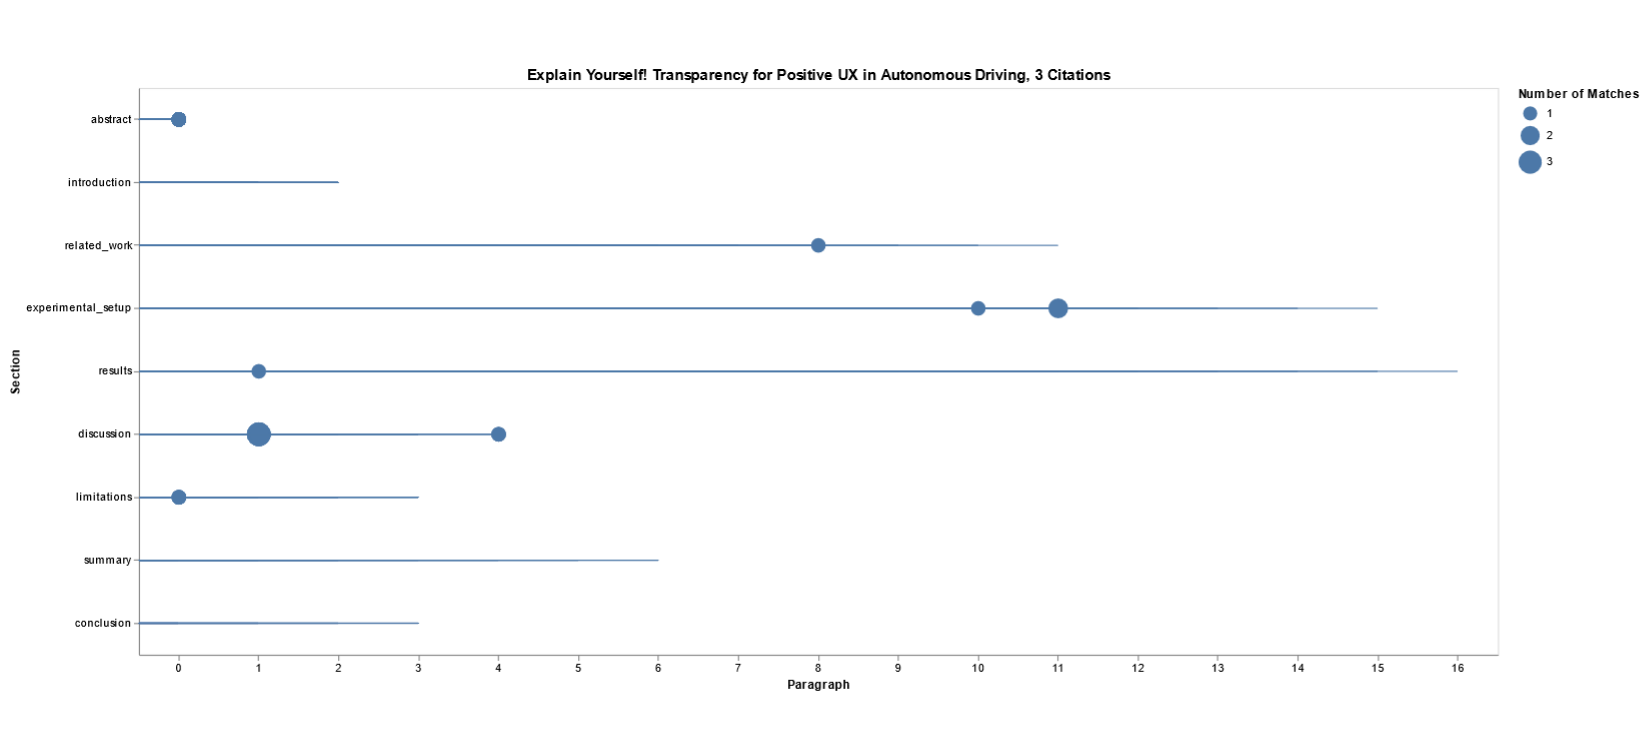 Explain Yourself! Transparency for Positive UX in Autonomous Driving, 3 Citations
Number of Matches
1
2
3
Section
abstract
introduction
related_work
experimental_setup
results
discussion
limitations
summary
conclusion
0 1 2 3 4 5 6 7 8 9 10 11 12 13 14 15 16
Paragraph